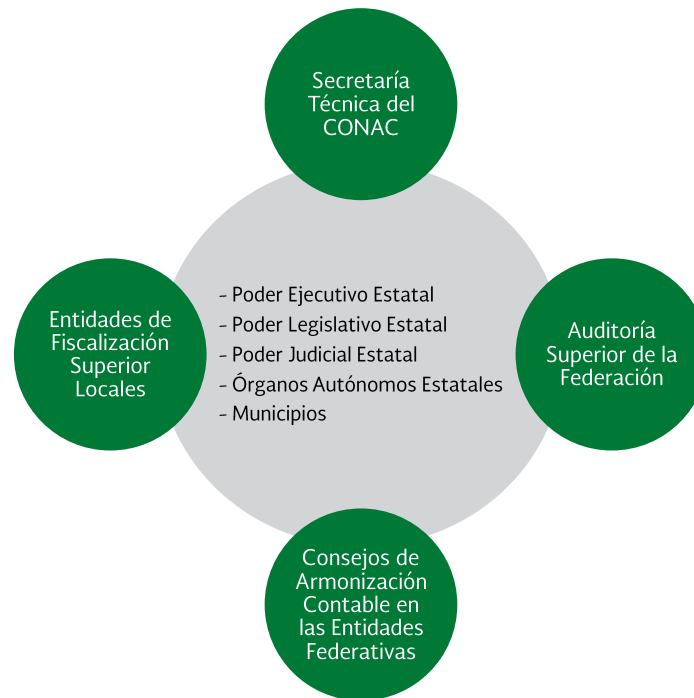 Secretaría
Técnica del
CONAC
- Poder Ejecutivo Estatal
- Poder Legislativo Estatal
- Poder Judicial Estatal
- Órganos Autónomos Estatales
- Municipios
Entidades de
Fiscalización
Superior
Locales
Auditoría
Superior de la
Federación
Consejos de
Armonización
Contable en
las Entidades
Federativas